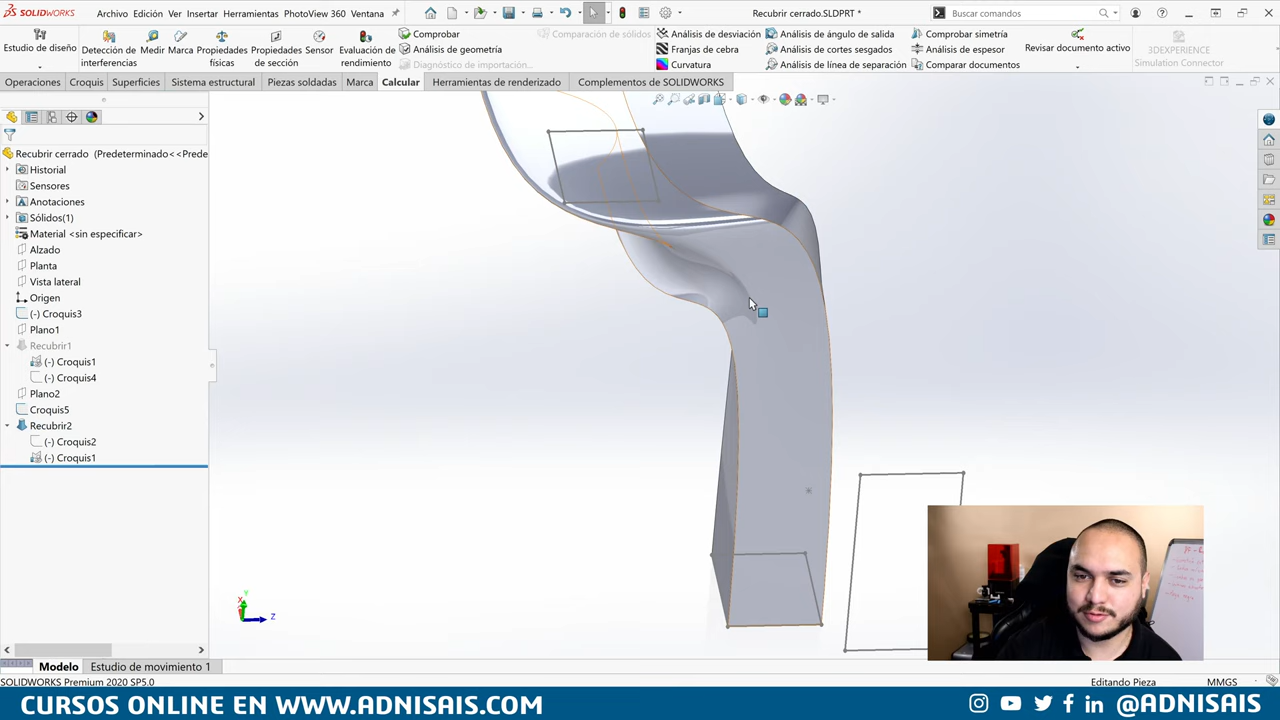 SOLIDWORKS
Archivo Edición Ver Insertar Herramientas PhotoView 360 Ventana
Recubrir cerrado.SLDPRT *
Buscar comandos
Estudio de diseño
Detección de interferencias
Medir
Marca
Propiedades físicas
Propiedades de sección
Sensor
Evaluación de rendimiento
Comprobar
Análisis de geometría
Diagnóstico de importación...
Comparación de sólidos
Análisis de desviación
Franjas de cebra
Curvatura
Análisis de ángulo de salida
Análisis de cortes sesgados
Análisis de línea de separación
Comprobar simetría
Análisis de espesor
Comparar documentos
Revisar documento activo
3DEXPERIENCE
Simulation Connector
Operaciones Croquis Superficies Sistema estructural Piezas soldadas Marca Calcular Herramientas de renderizado Complementos de SOLIDWORKS
Recubrir cerrado (Predeterminado<<Prede
Historial
Sensores
Anotaciones
Sólidos(1)
Material <sin especificar>
Alzado
Planta
Vista lateral
Origen
(-) Croquis3
Plano1
Recubrir1
(-) Croquis1
(-) Croquis4
Plano2
Croquis5
Recubrir2
(-) Croquis2
(-) Croquis1
Y
X
Z
Modelo Estudio de movimiento 1
SOLIDWORKS Premium 2020 SP5.0
Editando Pieza
MMGS
CURSOS ONLINE EN WWW.ADNISAIS.COM
@ADNISAIS